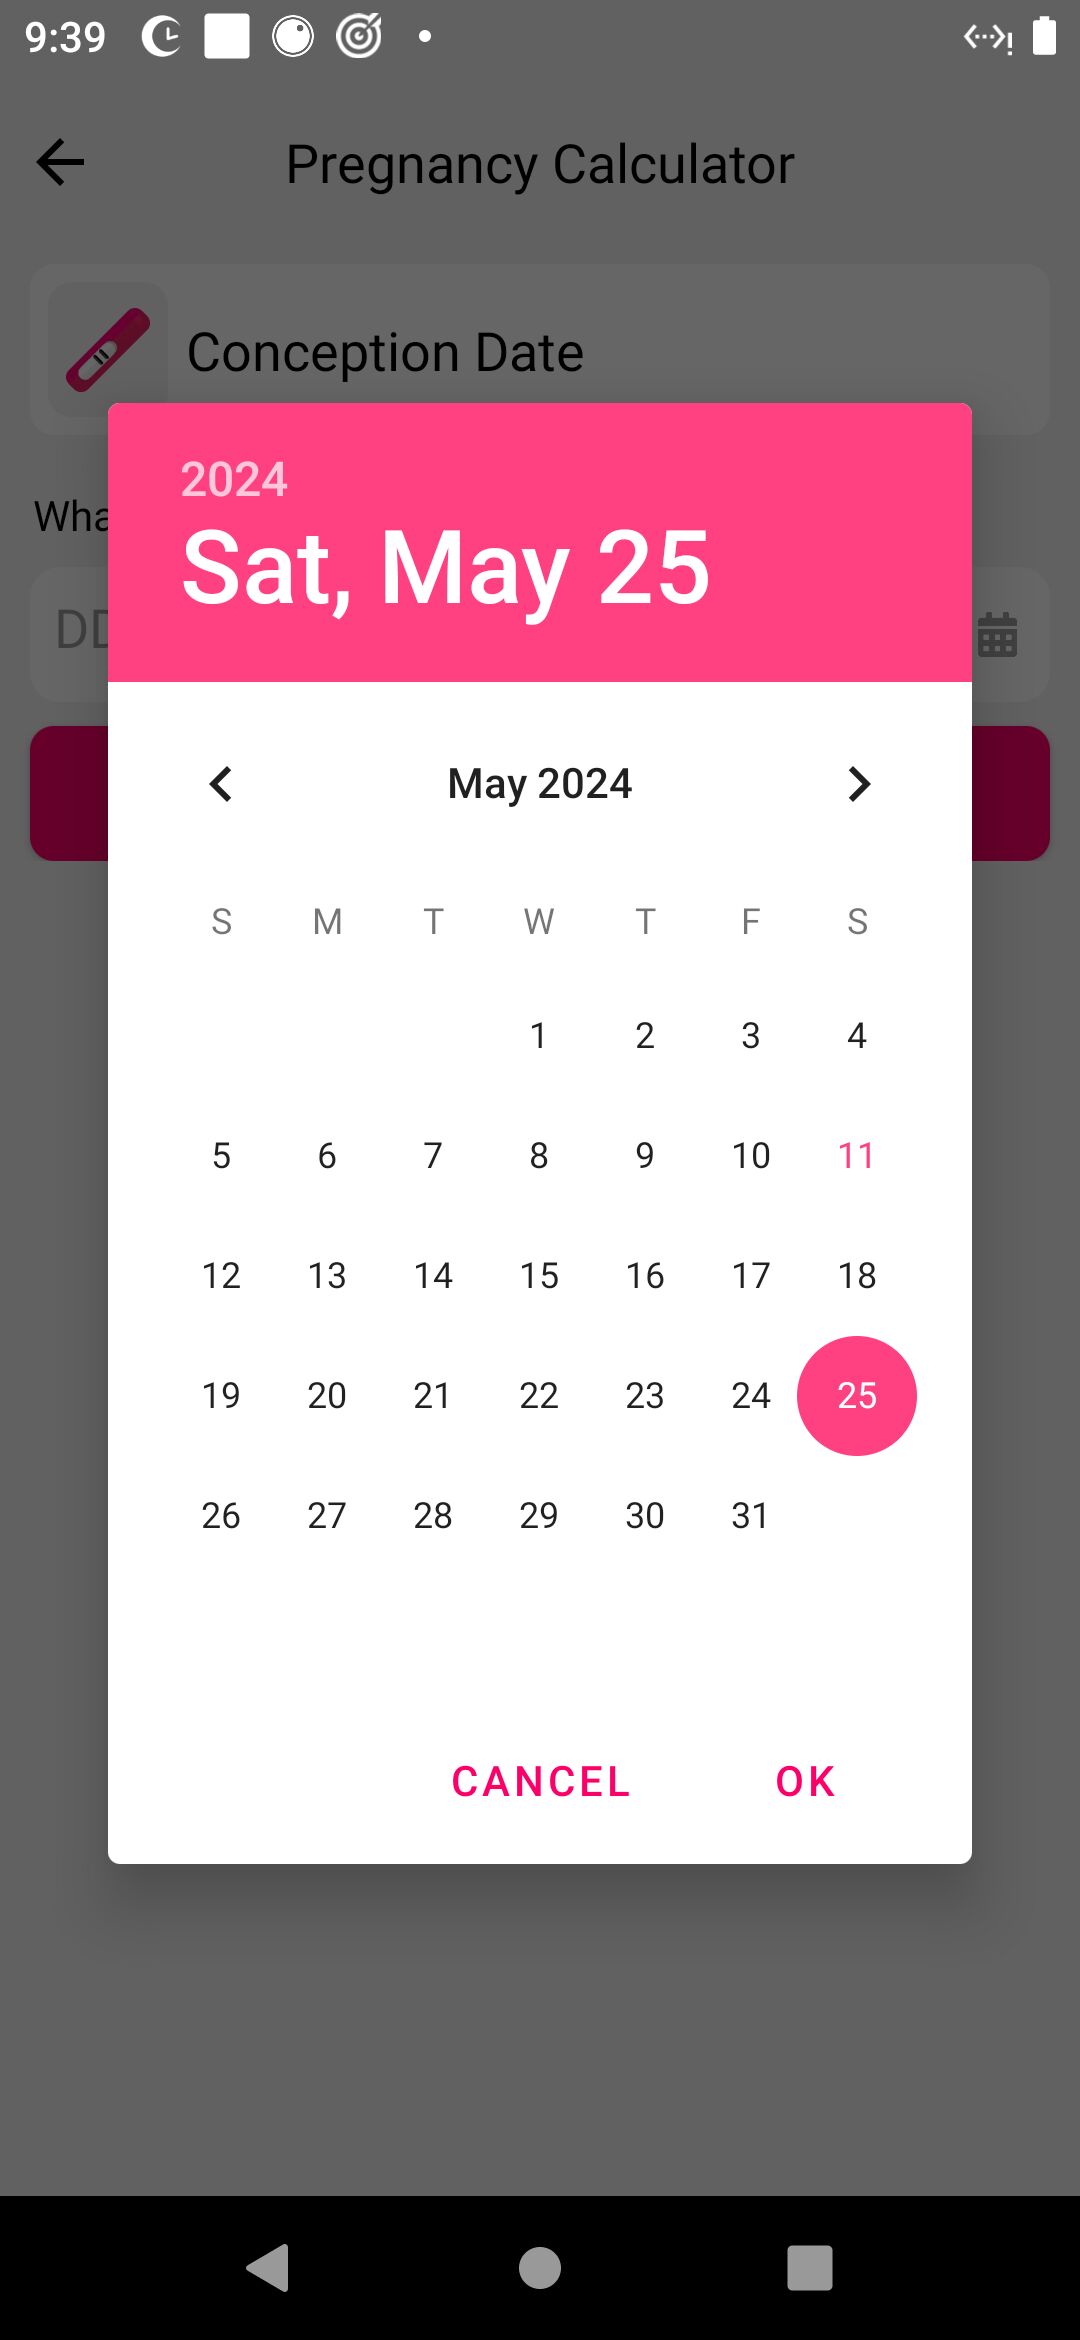 9:39
Pregnancy Calculator
Conception Date
Wha
2024
Sat, May 25
May 2024
S M T W T F S
1 2 3 4
5 6 7 8 9 10 11
12 13 14 15 16 17 18
19 20 21 22 23 24 25
26 27 28 29 30 31
CANCEL OK